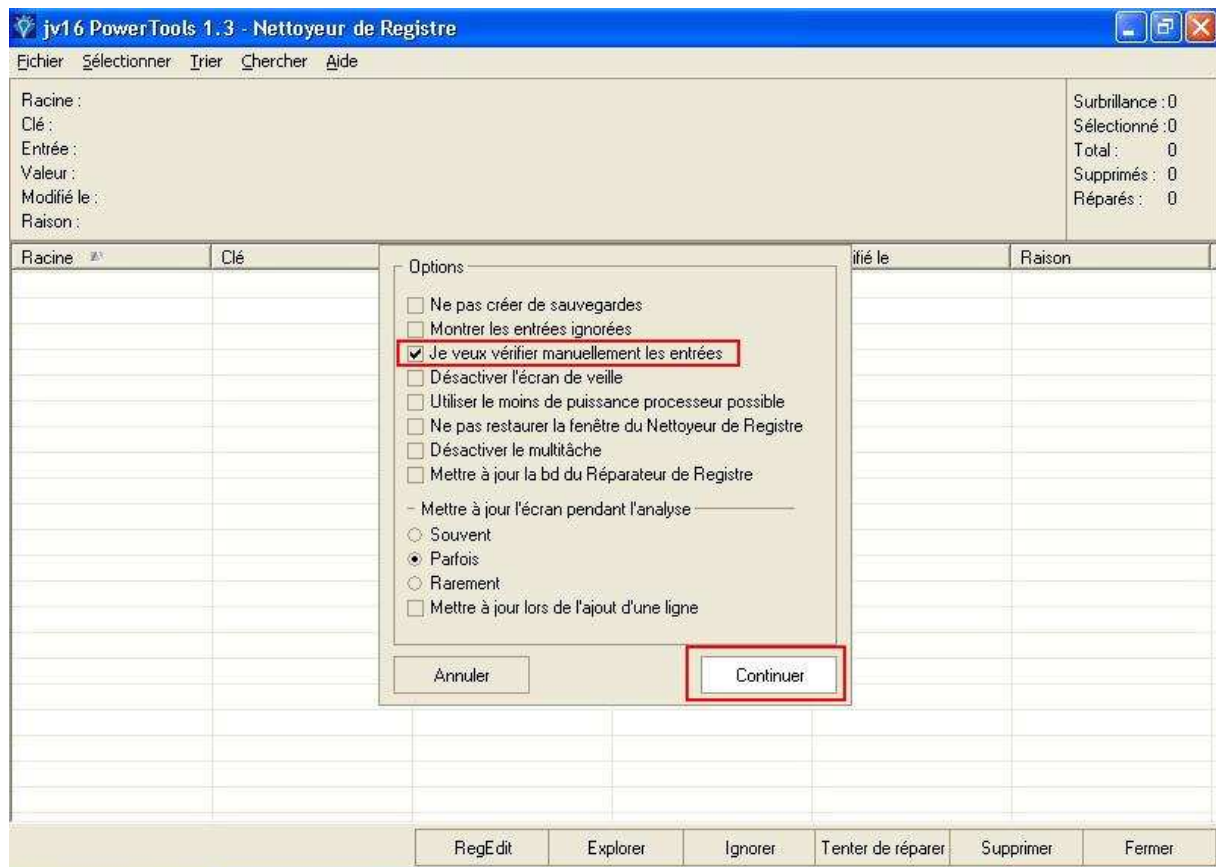 jv16 PowerTools 1.3 - Nettoyeur de Registre
Fichier Sélectionner Trier Chercher Aide
Racine :
Clé :
Entrée :
Valeur :
Modifié le :
Raison :
Surbrillance : 0
Sélectionné : 0
Total : 0
Supprimés : 0
Réparés : 0
Racine Clé ifié le Raison
Options
Ne pas créer de sauvegardes
Montrer les entrées ignorées
Je veux vérifier manuellement les entrées
Désactiver l'écran de veille
Utiliser le moins de puissance processeur possible
Ne pas restaurer la fenêtre du Nettoyeur de Registre
Désactiver le multitâche
Mettre à jour la bd du Réparateur de Registre
Mettre à jour l'écran pendant l'analyse
Souvent
Parfois
Rarement
Mettre à jour lors de l'ajout d'une ligne
Annuler Continuer
RegEdit Explorer Ignorer Tenter de réparer Supprimer Fermer